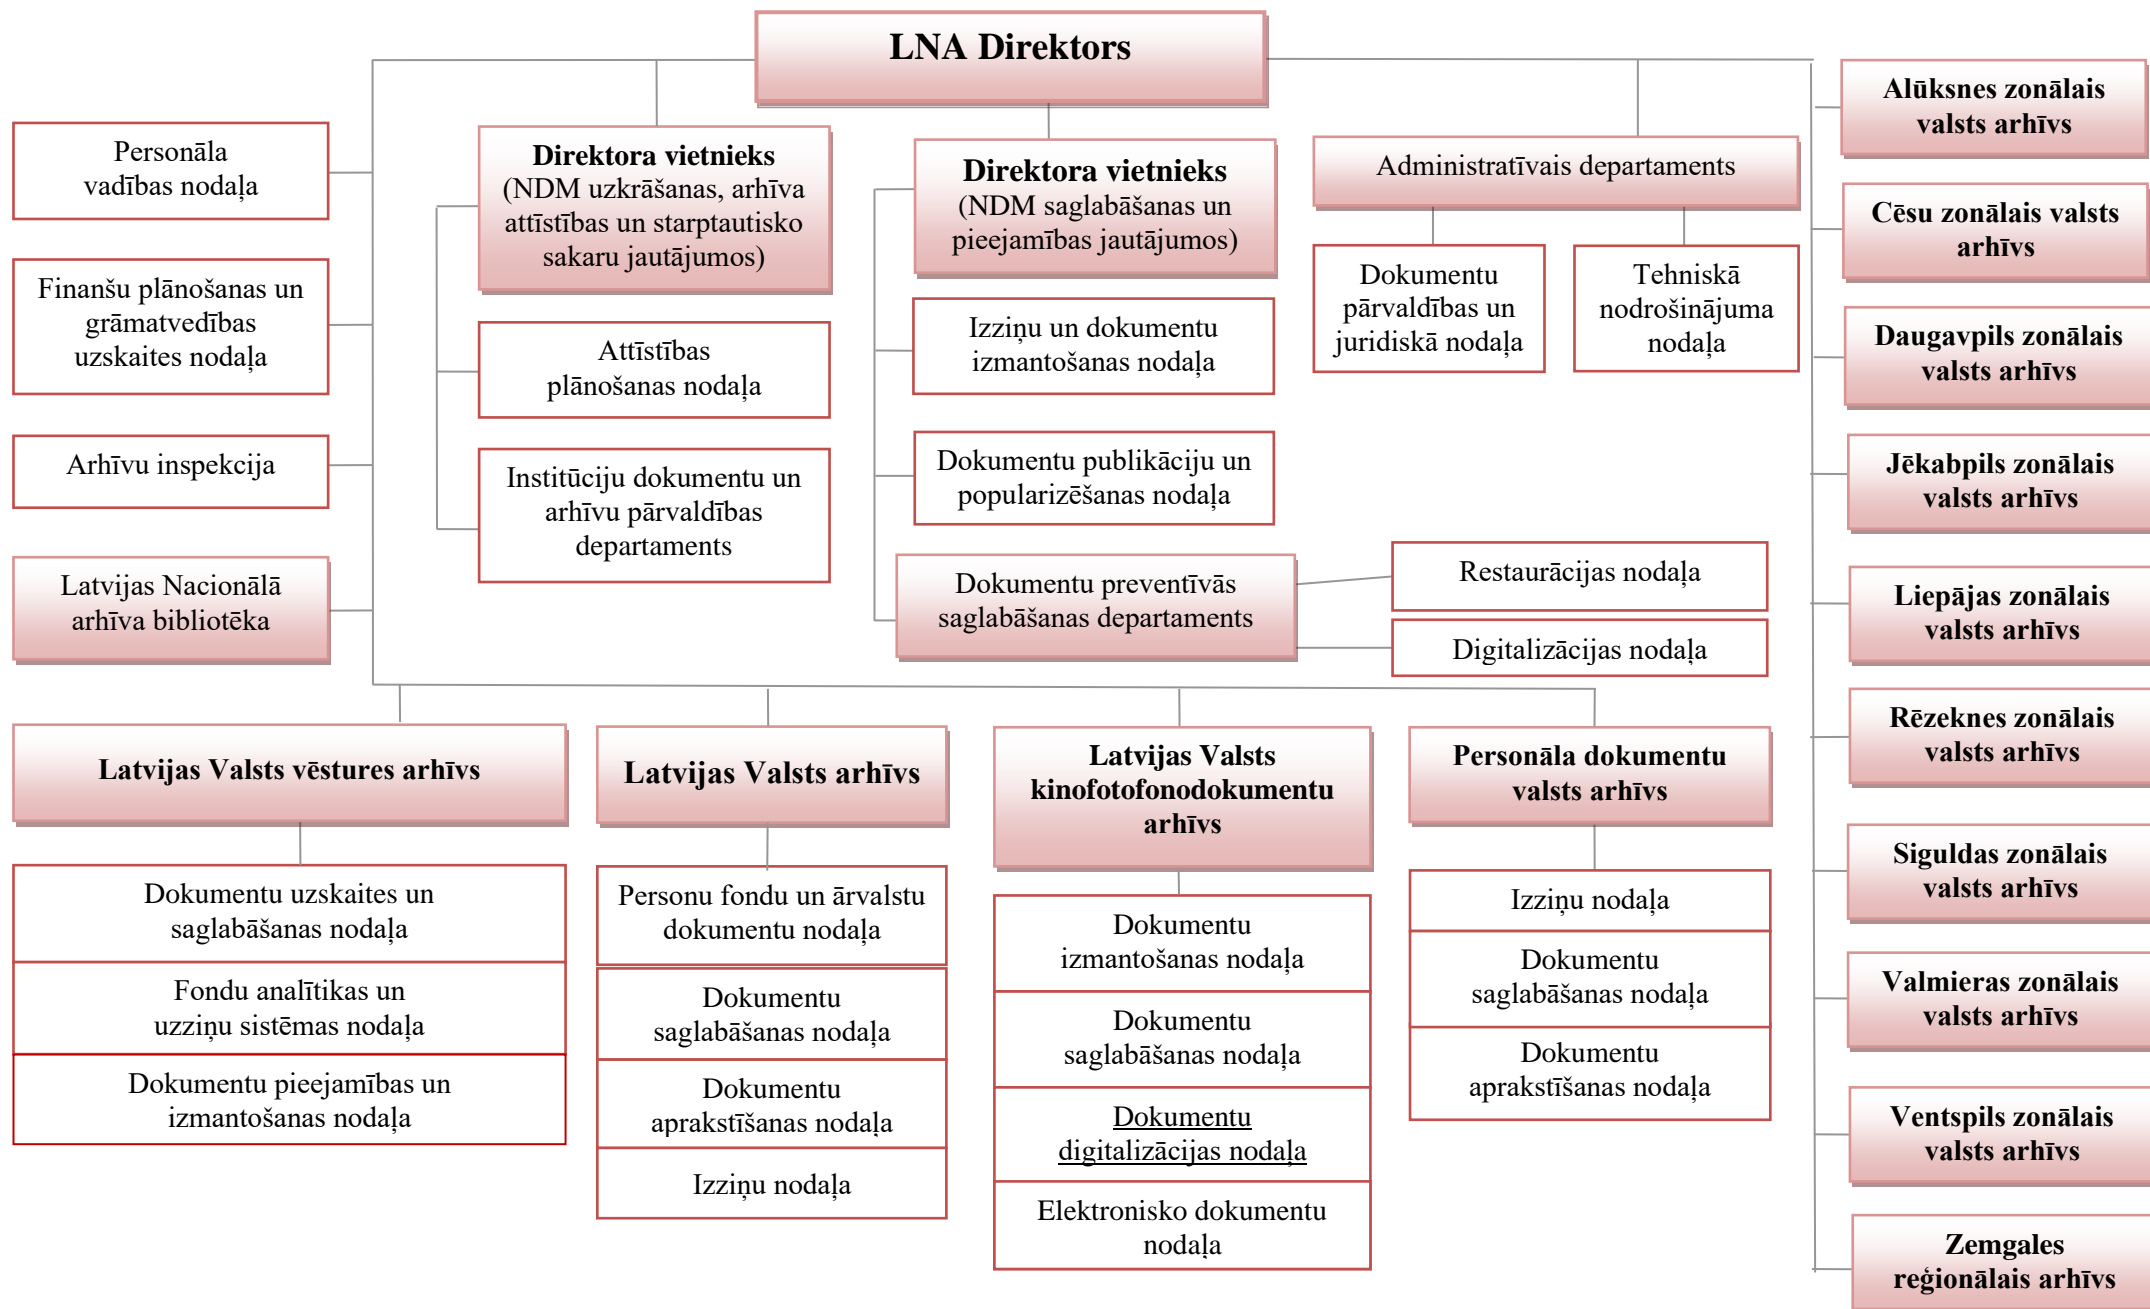 LNA Direktors
Personāla
vadības nodaļa
Finanšu plānošanas un
grāmatvedības
uzskaites nodaļa
Arhīvu inspekcija
Latvijas Nacionālā
arhīva bibliotēka
Direktora vietnieks
(NDM uzkrāšanas, arhīva
attīstības un starptautisko
sakaru jautājumos)
Attīstības
plānošanas nodaļa
Institūciju dokumentu un
arhīvu pārvaldības
departaments
Direktora vietnieks
(NDM saglabāšanas un
pieejamības jautājumos)
Izziņu un dokumentu
izmantošanas nodaļa
Dokumentu publikāciju un
popularizēšanas nodaļa
Dokumentu preventīvās
saglabāšanas departaments
Restaurācijas nodaļa
Digitalizācijas nodaļa
Administratīvais departaments
Dokumentu
pārvaldības un
juridiskā nodaļa
Tehniskā
nodrošinājuma
nodaļa
Latvijas Valsts vēstures arhīvs
Dokumentu uzskaites un
saglabāšanas nodaļa
Fondu analītikas un
uzziņu sistēmas nodaļa
Dokumentu pieejamības un
izmantošanas nodaļa
Latvijas Valsts arhīvs
Personu fondu un ārvalstu
dokumentu nodaļa
Dokumentu
saglabāšanas nodaļa
Dokumentu
aprakstīšanas nodaļa
Izziņu nodaļa
Latvijas Valsts
kinofotofonodokumentu
arhīvs
Dokumentu
izmantošanas nodaļa
Dokumentu
saglabāšanas nodaļa
Dokumentu
digitalizācijas nodaļa
Elektronisko dokumentu
nodaļa
Personāla dokumentu
valsts arhīvs
Izziņu nodaļa
Dokumentu
saglabāšanas nodaļa
Dokumentu
aprakstīšanas nodaļa
Alūksnes zonālais
valsts arhīvs
Cēsu zonālais valsts
arhīvs
Daugavpils zonālais
valsts arhīvs
Jēkabpils zonālais
valsts arhīvs
Liepājas zonālais
valsts arhīvs
Rēzeknes zonālais
valsts arhīvs
Siguldas zonālais
valsts arhīvs
Valmieras zonālais
valsts arhīvs
Ventspils zonālais
valsts arhīvs
Zemgales
reģionālais arhīvs